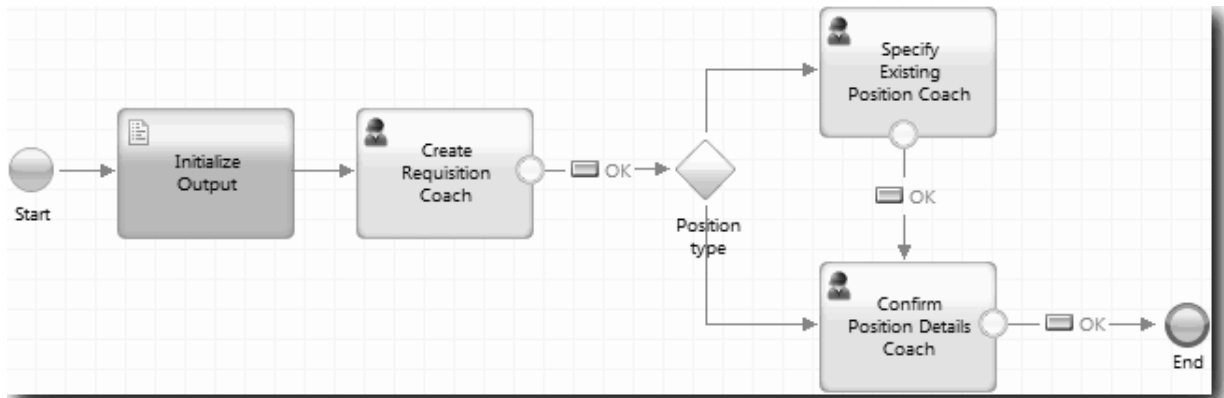 Start
Initialize
Output
Create
Requisition
Coach
OK
Position
type
Specify
Existing
Position Coach
OK
Confirm
Position Details
Coach
OK
End